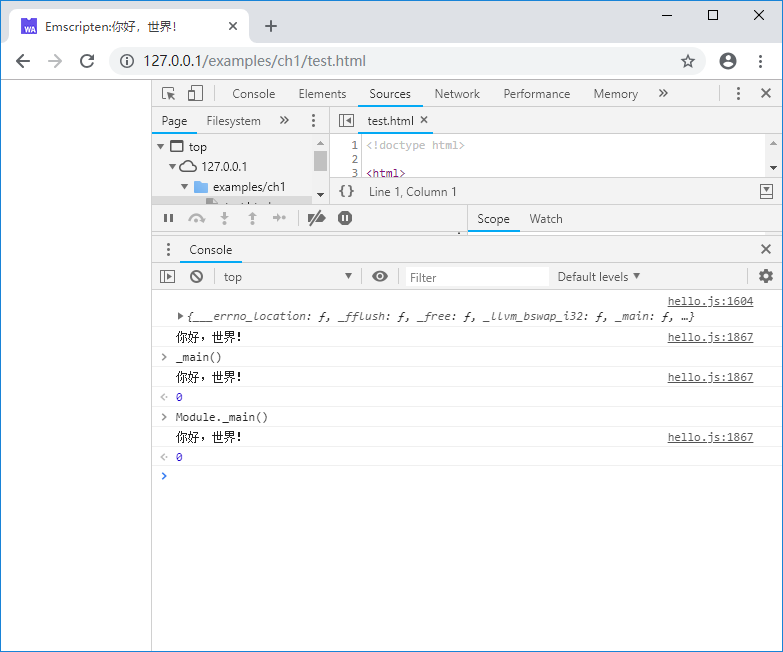 WA Emscripten:你好，世界！
127.0.0.1/examples/ch1/test.html
Console Elements Sources Network Performance Memory »
Page Filesystem » test.html
top
127.0.0.1
examples/ch1
1 <!doctype html>
2
3 <html>
{} Line 1, Column 1
Scope Watch
Console
top Filter Default levels
hello.js:1604
{___errno_location: ƒ, _fflush: ƒ, _free: ƒ, _llvm_bswap_i32: ƒ, _main: ƒ, …}
你好，世界！ hello.js:1867
> _main()
你好，世界！ hello.js:1867
0
> Module._main()
你好，世界！ hello.js:1867
0
>